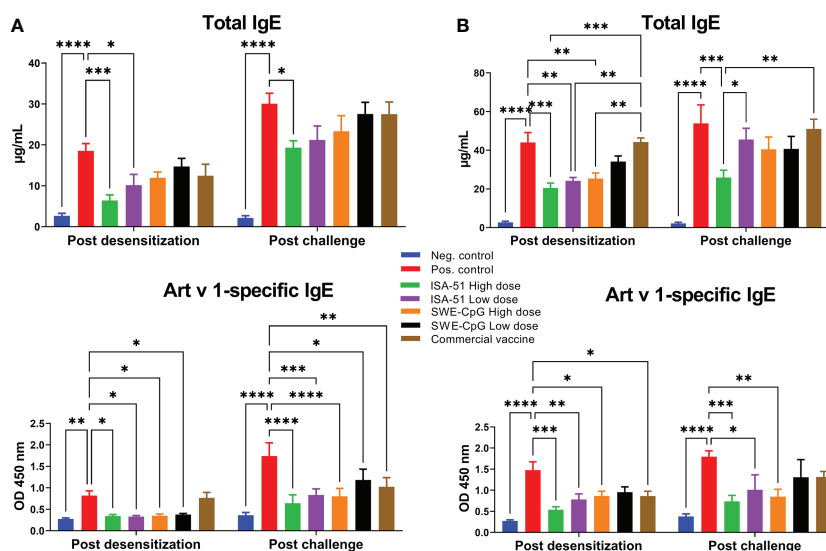 A
Total IgE
****
*
***
****
*
µg/mL
40
30
20
10
0
Post desensitization
Post challenge
B
Total IgE
***
**
**
**
****
***
**
***
**
****
***
*
µg/mL
80
60
40
20
0
Post desensitization
Post challenge
Neg. control
Pos. control
ISA-51 High dose
ISA-51 Low dose
SWE-CpG High dose
SWE-CpG Low dose
Commercial vaccine
Art v 1-specific IgE
*
*
*
**
*
**
*
***
****
****
****
OD 450 nm
2.5
2.0
1.5
1.0
0.5
0.0
Post desensitization
Post challenge
Art v 1-specific IgE
*
*
****
**
***
**
***
****
*
OD 450 nm
2.5
2.0
1.5
1.0
0.5
0.0
Post desensitization
Post challenge